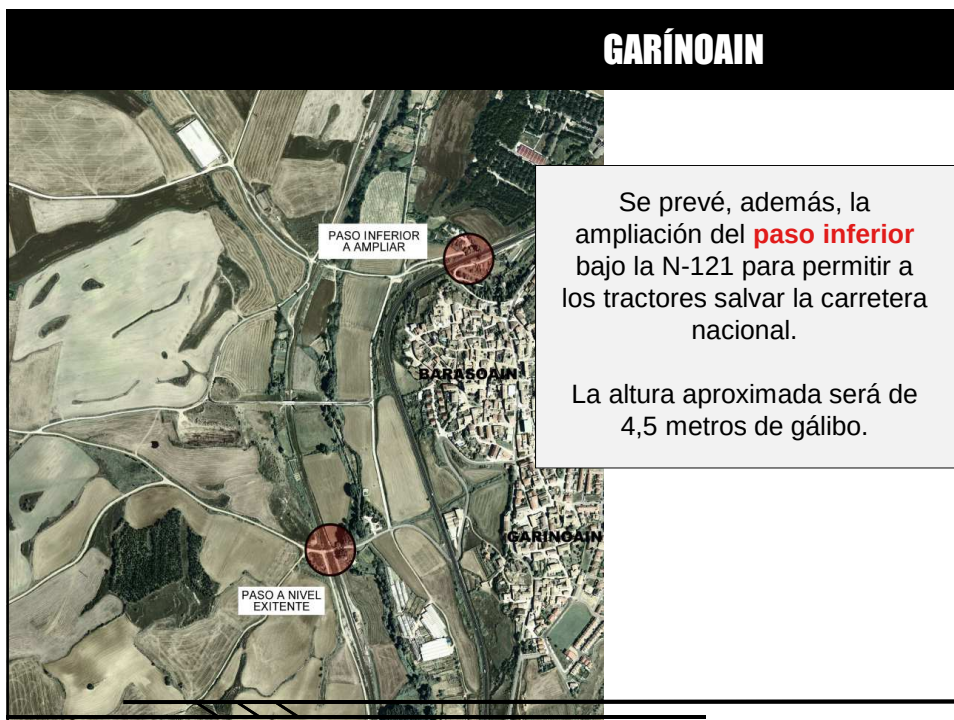 GARÍNOAIN
PASO INFERIOR
A AMPLIAR
Se prevé, además, la
ampliación del paso inferior
bajo la N-121 para permitir a
los tractores salvar la carretera
nacional.
La altura aproximada será de
4,5 metros de gálibo.
BARASOAIN
GARINOAIN
PASO A NIVEL
EXITENTE